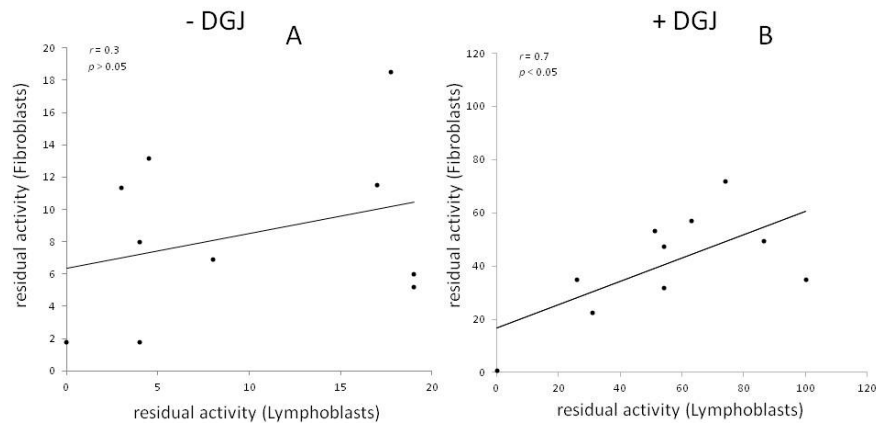 - DGJ
A
r = 0.3
p > 0.05
20
18
16
14
12
10
8
6
4
2
0
0
5
10
15
20
residual activity (Fibroblasts)
residual activity (Lymphoblasts)
+ DGJ
B
r = 0.7
p < 0.05
120
100
80
60
40
20
0
0
20
40
60
80
100
120
residual activity (Fibroblasts)
residual activity (Lymphoblasts)